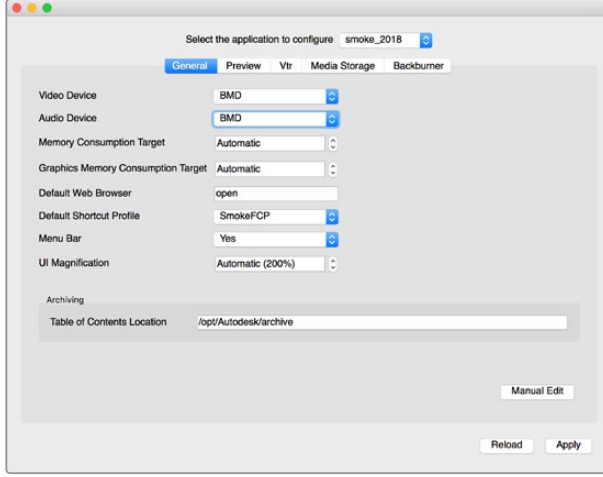 Select the application to configure smoke_2018
General Preview Vtr Media Storage Backburner
Video Device BMD
Audio Device BMD
Memory Consumption Target Automatic
Graphics Memory Consumption Target Automatic
Default Web Browser open
Default Shortcut Profile SmokeFCP
Menu Bar Yes
UI Magnification Automatic (200%)
Archiving
Table of Contents Location /opt/Autodesk/archive
Manual Edit
Reload Apply